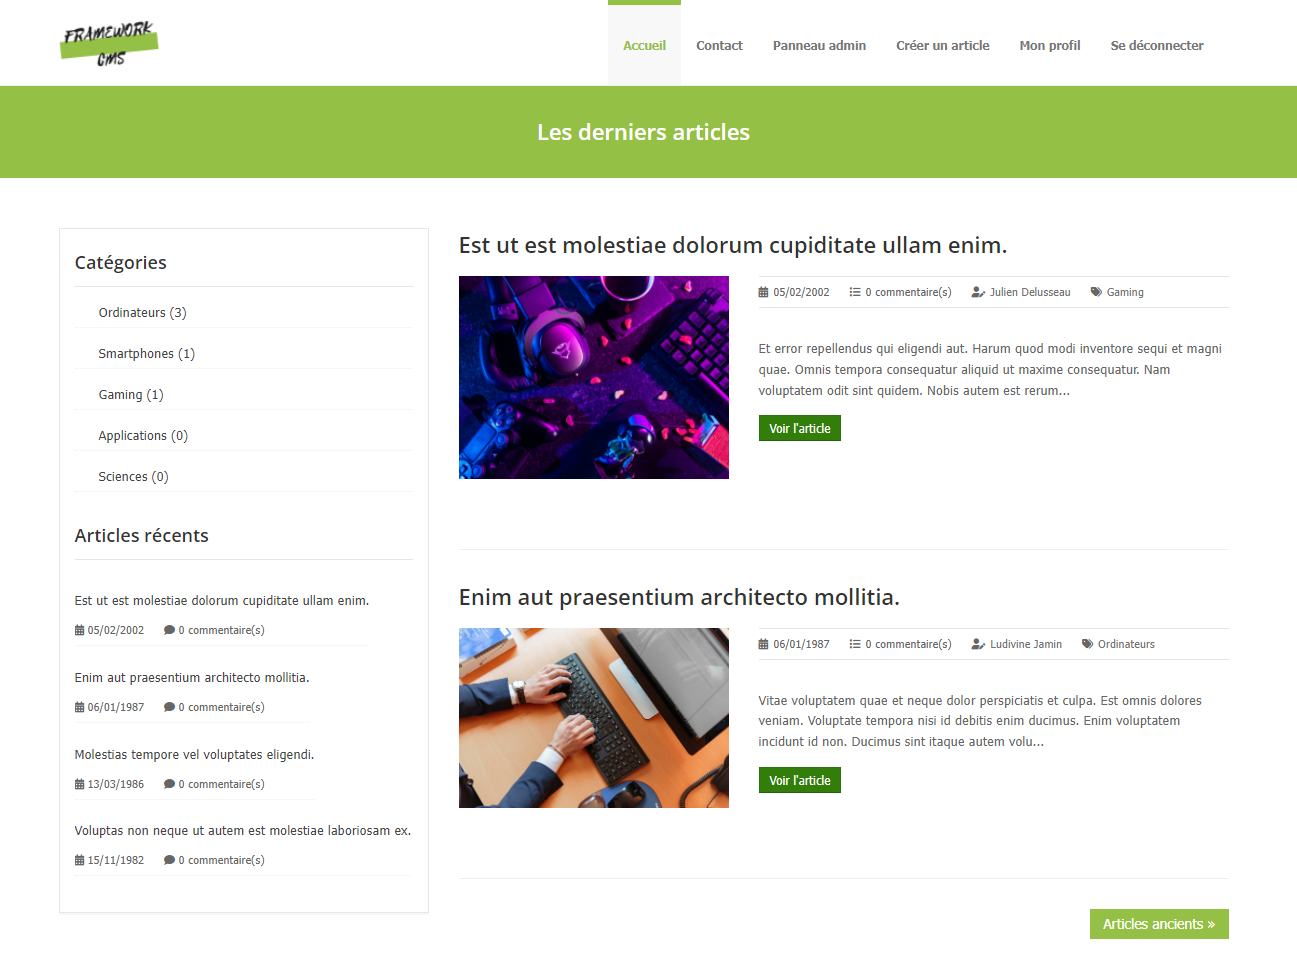 FRAMEWORK
CMS
Accueil
Contact
Panneau admin
Créer un article
Mon profil
Se déconnecter
Les derniers articles
Catégories
Ordinateurs (3)
Smartphones (1)
Gaming (1)
Applications (0)
Sciences (0)
Articles récents
Est ut est molestiae dolorum cupiditate ullam enim.
05/02/2002 0 commentaire(s)
Enim aut praesentium architecto mollitia.
06/01/1987 0 commentaire(s)
Molestias tempore vel voluptates eligendi.
13/03/1986 0 commentaire(s)
Voluptas non neque ut autem est molestiae laboriosam ex.
15/11/1982 0 commentaire(s)
Est ut est molestiae dolorum cupiditate ullam enim.
05/02/2002 0 commentaire(s) Julien Delusseau Gaming
Et error repellendus qui eligendi aut. Harum quod modi inventore sequi et magni
quae. Omnis tempora consequatur aliquid ut maxime consequatur. Nam
voluptatem odit sint quidem. Nobis autem est rerum...
Voir l'article
Enim aut praesentium architecto mollitia.
06/01/1987 0 commentaire(s) Ludivine Jamin Ordinateurs
Vitae voluptatem quae et neque dolor perspiciatis et culpa. Est omnis dolores
veniam. Voluptate tempora nisi id debitis enim ducimus. Enim voluptatem
incidunt id non. Ducimus sint itaque autem volu...
Voir l'article
Articles ancients »